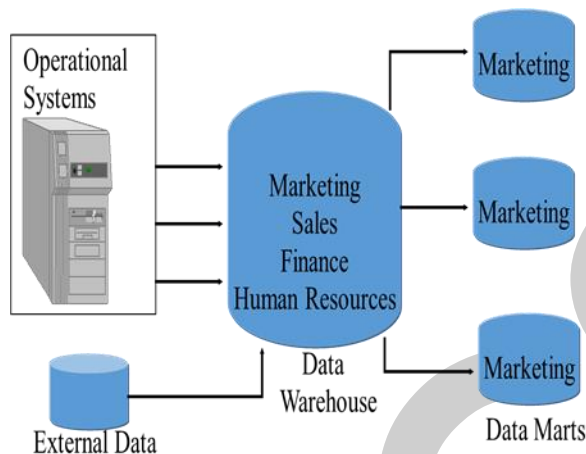 Operational
Systems
Marketing
Sales
Finance
Human Resources
Data
Warehouse
External Data
Marketing
Marketing
Marketing
Data Marts